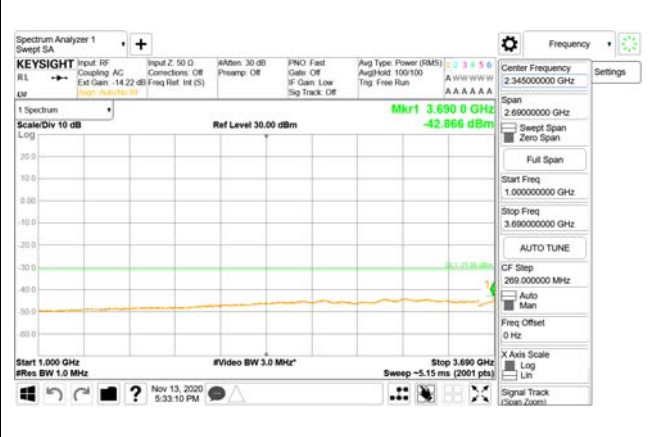 Spectrum Analyzer 1
Swept SA
Frequency
KEYSIGHT
Input: RF
Coupling: AC
Ext Gain: -14.22 dB
Align: Auto/No RF
Input Z: 50 Ω
Corrections: Off
Freq Ref: Int (S)
#Atten: 30 dB
Preamp: Off
PNO: Fast
Gate: Off
IF Gain: Low
Sig Track: Off
Avg Type: Power (RMS)
Avg|Hold: 100/100
Trig: Free Run
1 2 3 4 5 6
A W W W W W
A A A A A A
RL
LW
1 Spectrum
Mkr1 3.690 0 GHz
Scale/Div 10 dB
Ref Level 30.00 dBm
-42.866 dBm
Log
20.0
10.0
0.00
-10.0
-20.0
-30.0
-40.0
1
-50.0
-60.0
Start 1.000 GHz
#Video BW 3.0 MHz*
Stop 3.690 GHz
#Res BW 1.0 MHz
Sweep ~5.15 ms (2001 pts)
?
Nov 13, 2020
5:33:10 PM
Center Frequency
2.345000000 GHz
Settings
Span
2.69000000 GHz
Swept Span
Zero Span
Full Span
Start Freq
1.000000000 GHz
Stop Freq
3.690000000 GHz
AUTO TUNE
CF Step
269.000000 MHz
Auto
Man
Freq Offset
0 Hz
X Axis Scale
Log
Lin
Signal Track
(Span Zoom)